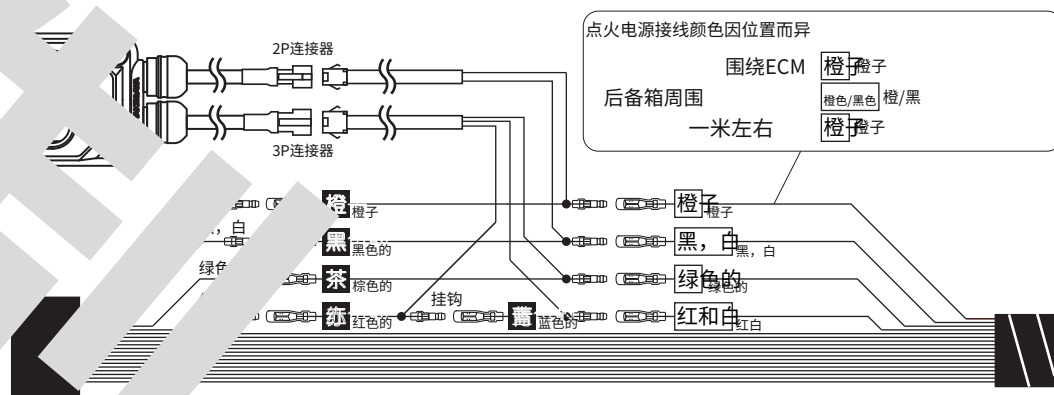 点火电源接线颜色因位置而异
2P连接器
围绕ECM 橙子 橙子
后备箱周围 橙色/黑色 橙/黑
一米左右 橙子 橙子
3P连接器
橙 橙子 橙子 橙子
，白
黑 黑色的 黑，白 黑，白
绿色
茶 棕色的 绿色的 绿色的
挂钩
红色的 蓝色的 红和白 红白